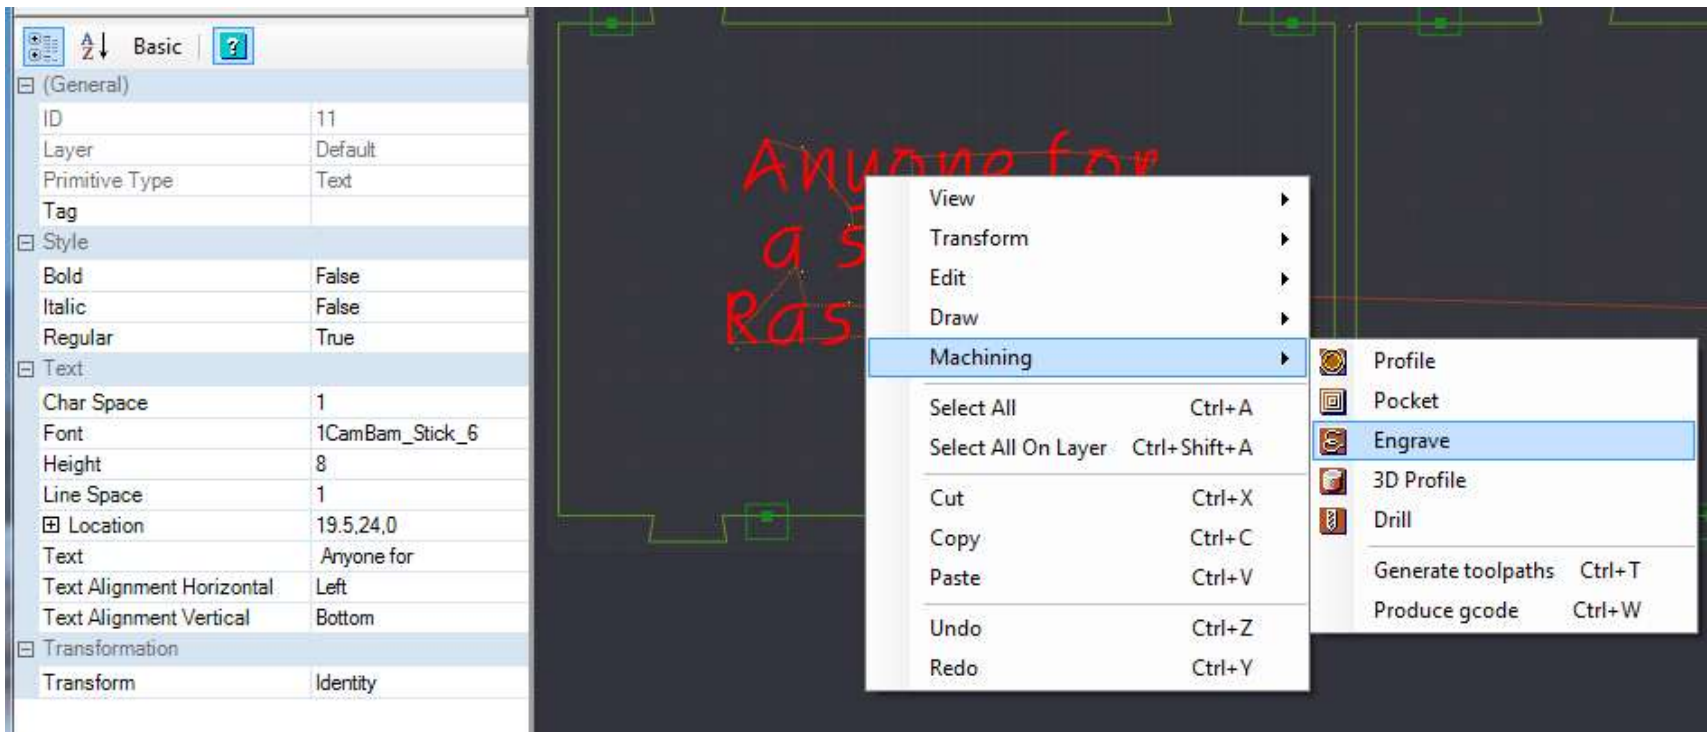 Basic
(General)
ID 11
Layer Default
Primitive Type Text
Tag
Style
Bold False
Italic False
Regular True
Text
Char Space 1
Font 1CamBam_Stick_6
Height 8
Line Space 1
Location 19.5,24,0
Text Anyone for
Text Alignment Horizontal Left
Text Alignment Vertical Bottom
Transformation
Transform Identity
Anyone for
a
Ras
View
Transform
Edit
Draw
Machining
Select All Ctrl+A
Select All On Layer Ctrl+Shift+A
Cut Ctrl+X
Copy Ctrl+C
Paste Ctrl+V
Undo Ctrl+Z
Redo Ctrl+Y
Profile
Pocket
Engrave
3D Profile
Drill
Generate toolpaths Ctrl+T
Produce gcode Ctrl+W